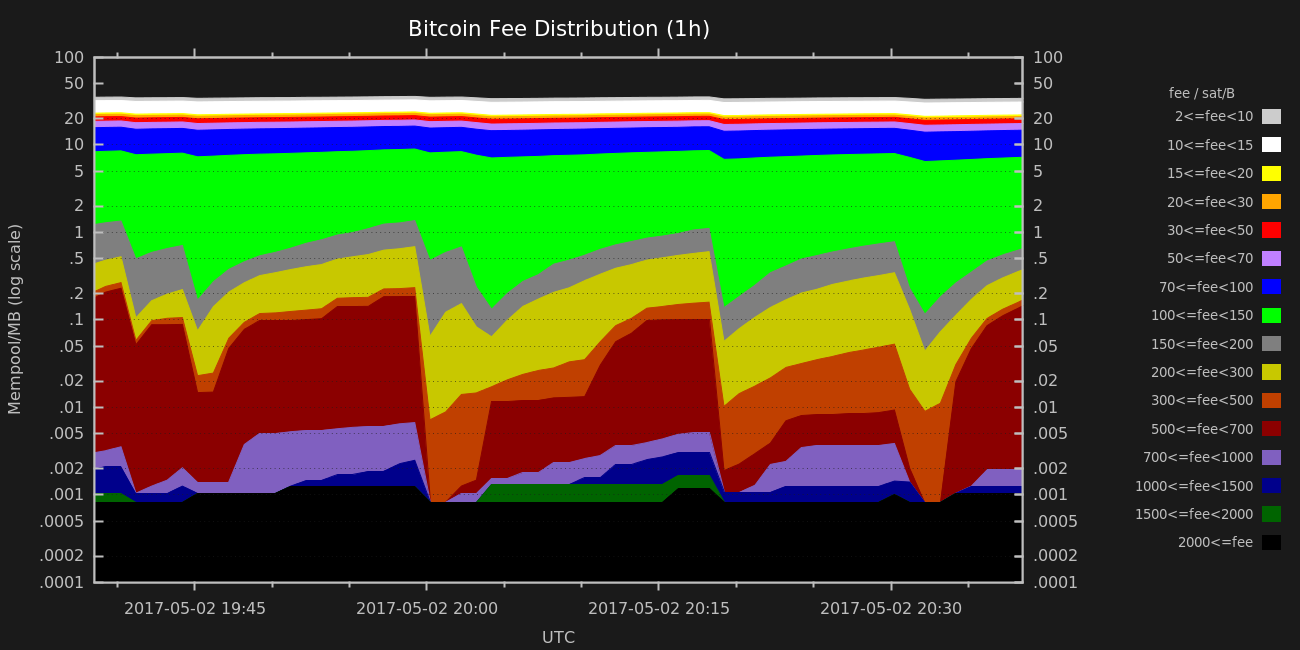 Bitcoin Fee Distribution (1h)
100
50
20
10
5
2
1
.5
.2
.1
.05
.02
.01
.005
.002
.001
.0005
.0002
.0001
Mempool/MB (log scale)
100
50
20
10
5
2
1
.5
.2
.1
.05
.02
.01
.005
.002
.001
.0005
.0002
.0001
2017-05-02 19:45 2017-05-02 20:00 2017-05-02 20:15 2017-05-02 20:30
UTC
fee / sat/B
2<=fee<10
10<=fee<15
15<=fee<20
20<=fee<30
30<=fee<50
50<=fee<70
70<=fee<100
100<=fee<150
150<=fee<200
200<=fee<300
300<=fee<500
500<=fee<700
700<=fee<1000
1000<=fee<1500
1500<=fee<2000
2000<=fee